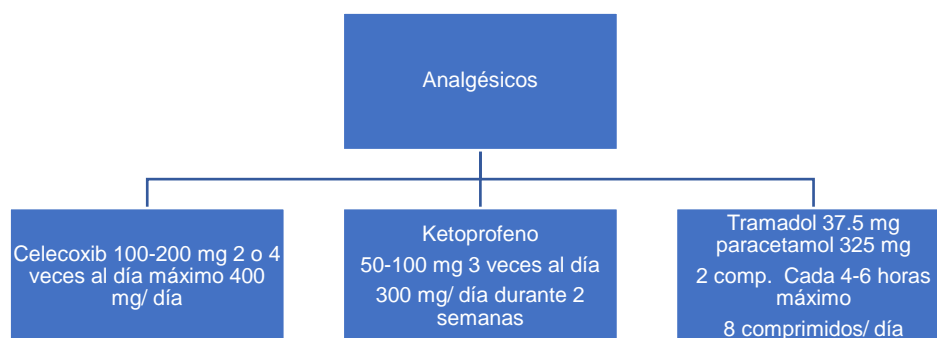 Analgésicos
Celecoxib 100-200 mg 2 o 4
veces al día máximo 400
mg/ día
Ketoprofeno
50-100 mg 3 veces al día
300 mg/ día durante 2
semanas
Tramadol 37.5 mg
paracetamol 325 mg
2 comp. Cada 4-6 horas
máximo
8 comprimidos/ día